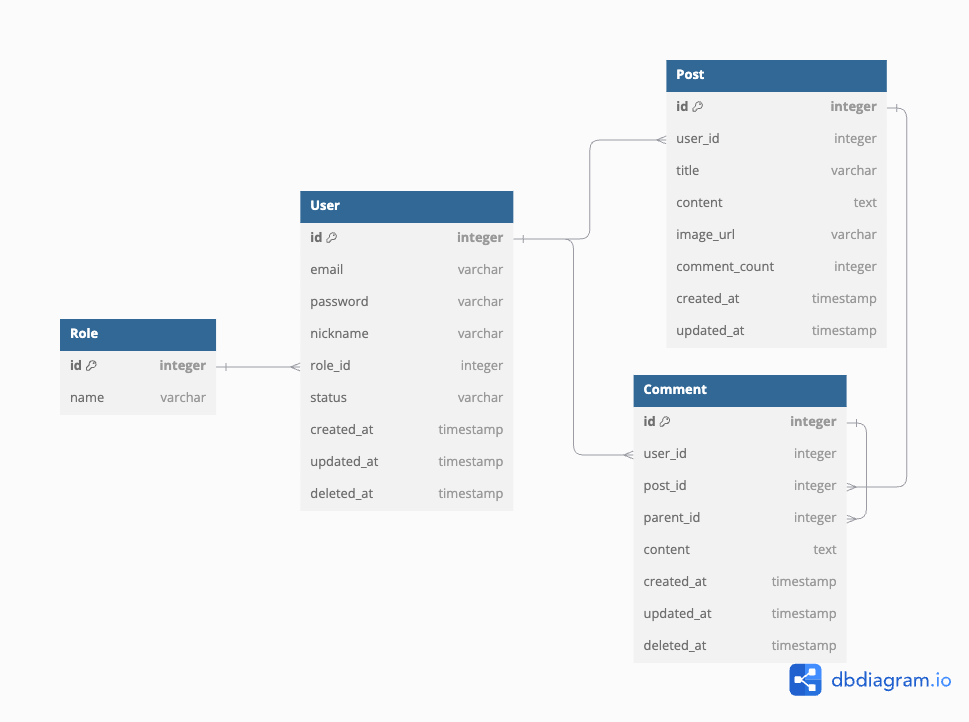 Role
id integer
name varchar
User
id integer
email varchar
password varchar
nickname varchar
role_id integer
status varchar
created_at timestamp
updated_at timestamp
deleted_at timestamp
Post
id integer
user_id integer
title varchar
content text
image_url varchar
comment_count integer
created_at timestamp
updated_at timestamp
Comment
id integer
user_id integer
post_id integer
parent_id integer
content text
created_at timestamp
updated_at timestamp
deleted_at timestamp
dbdiagram.io